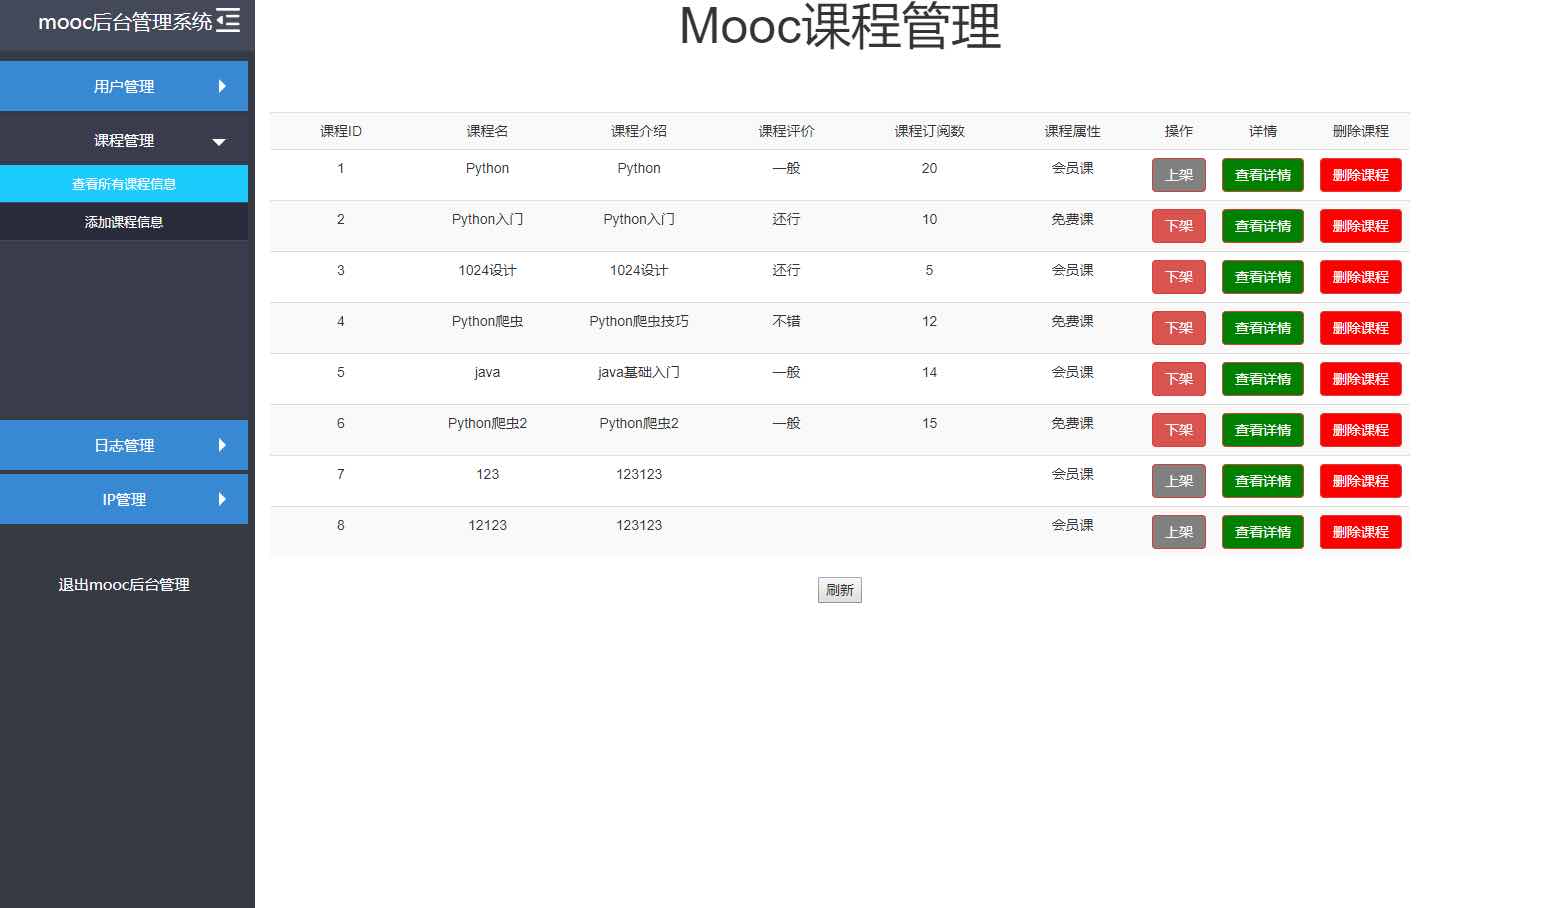 mooc后台管理系统
用户管理
课程管理
查看所有课程信息
添加课程信息
日志管理
IP管理
退出mooc后台管理
Mooc课程管理
课程ID 课程名 课程介绍 课程评价 课程订阅数 课程属性 操作 详情 删除课程
1 Python Python 一般 20 会员课 上架 查看详情 删除课程
2 Python入门 Python入门 还行 10 免费课 下架 查看详情 删除课程
3 1024设计 1024设计 还行 5 会员课 下架 查看详情 删除课程
4 Python爬虫 Python爬虫技巧 不错 12 免费课 下架 查看详情 删除课程
5 java java基础入门 一般 14 会员课 下架 查看详情 删除课程
6 Python爬虫2 Python爬虫2 一般 15 免费课 下架 查看详情 删除课程
7 123 123123 会员课 上架 查看详情 删除课程
8 12123 123123 会员课 上架 查看详情 删除课程
刷新